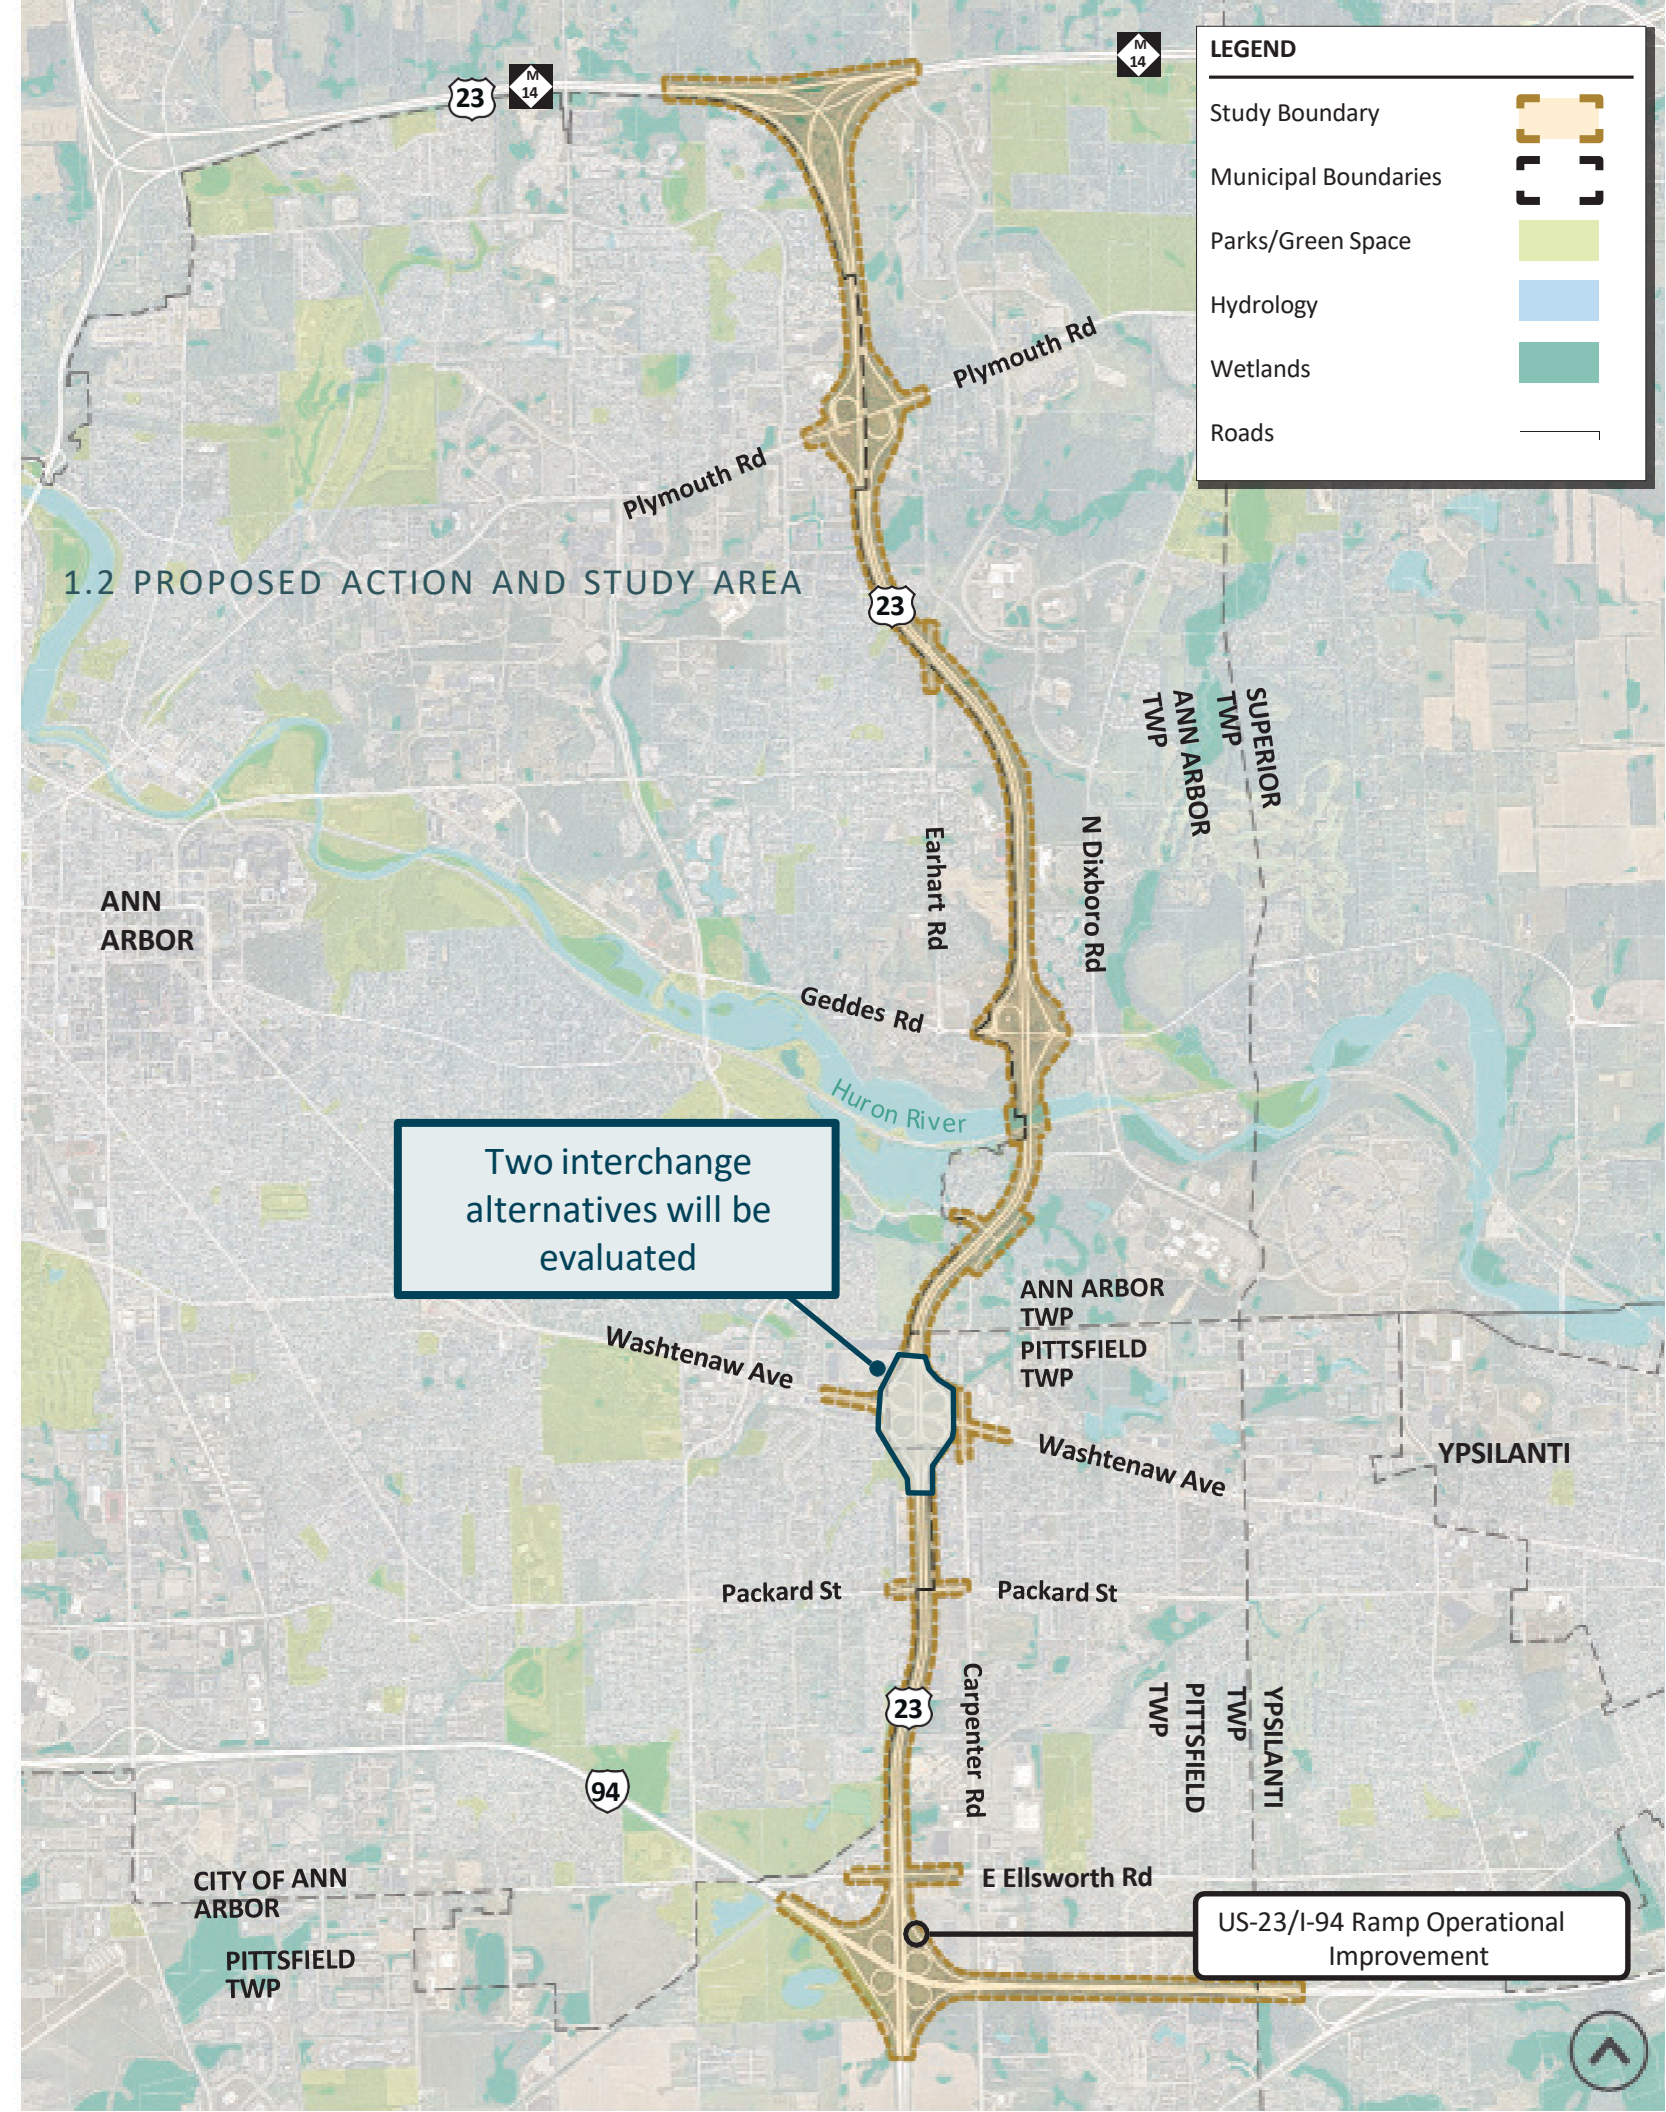 M
14
M
14
23
LEGEND
Study Boundary
Municipal Boundaries
Parks/Green Space
Hydrology
Wetlands
Roads
Plymouth Rd
Plymouth Rd
1.2 PROPOSED ACTION AND STUDY AREA
23
SUPERIOR
TWP
ANN ARBOR
TWP
Earhart Rd
N Dixboro Rd
ANN
ARBOR
Geddes Rd
Huron River
Two interchange
alternatives will be
evaluated
ANN ARBOR
TWP
PITTSFIELD
TWP
Washtenaw Ave
Washtenaw Ave
YPSILANTI
Packard St
Packard St
23
Carpenter Rd
YPSILANTI
TWP
PITTSFIELD
TWP
94
CITY OF ANN
ARBOR
E Ellsworth Rd
US-23/I-94 Ramp Operational
Improvement
PITTSFIELD
TWP